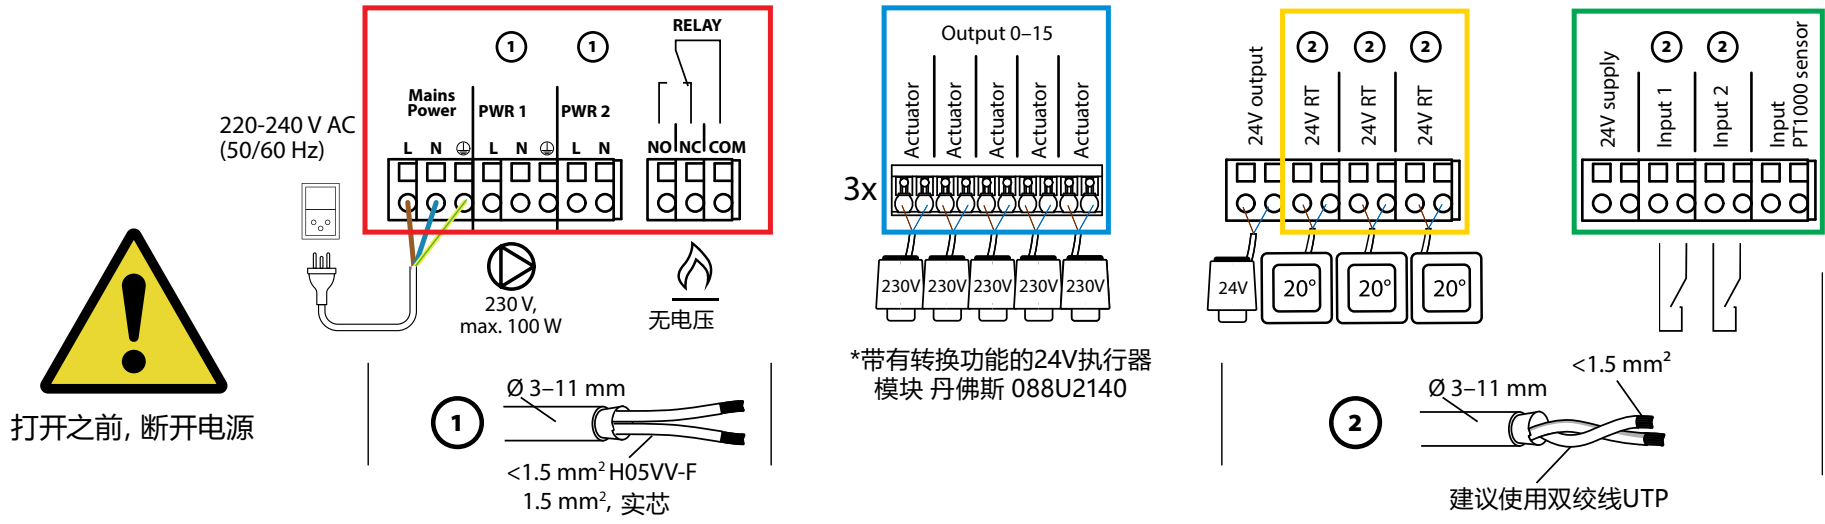 220-240 V AC
(50/60 Hz)
Mains
Power
1
PWR 1
1
PWR 2
RELAY
L N L N L N
NO NC COM
230 V,
max. 100 W
无电压
打开之前, 断开电源
1
Ø 3–11 mm
<1.5 mm² H05VV-F
1.5 mm², 实芯
Output 0–15
Actuator
Actuator
Actuator
Actuator
Actuator
3x
230V 230V 230V 230V 230V
*带有转换功能的24V执行器
模块 丹佛斯 088U2140
24V output
2 2 2
24V RT
24V RT
24V RT
24V
20° 20° 20°
2 2
24V supply
Input 1
Input 2
Input
PT1000 sensor
2
Ø 3–11 mm
<1.5 mm²
建议使用双绞线UTP